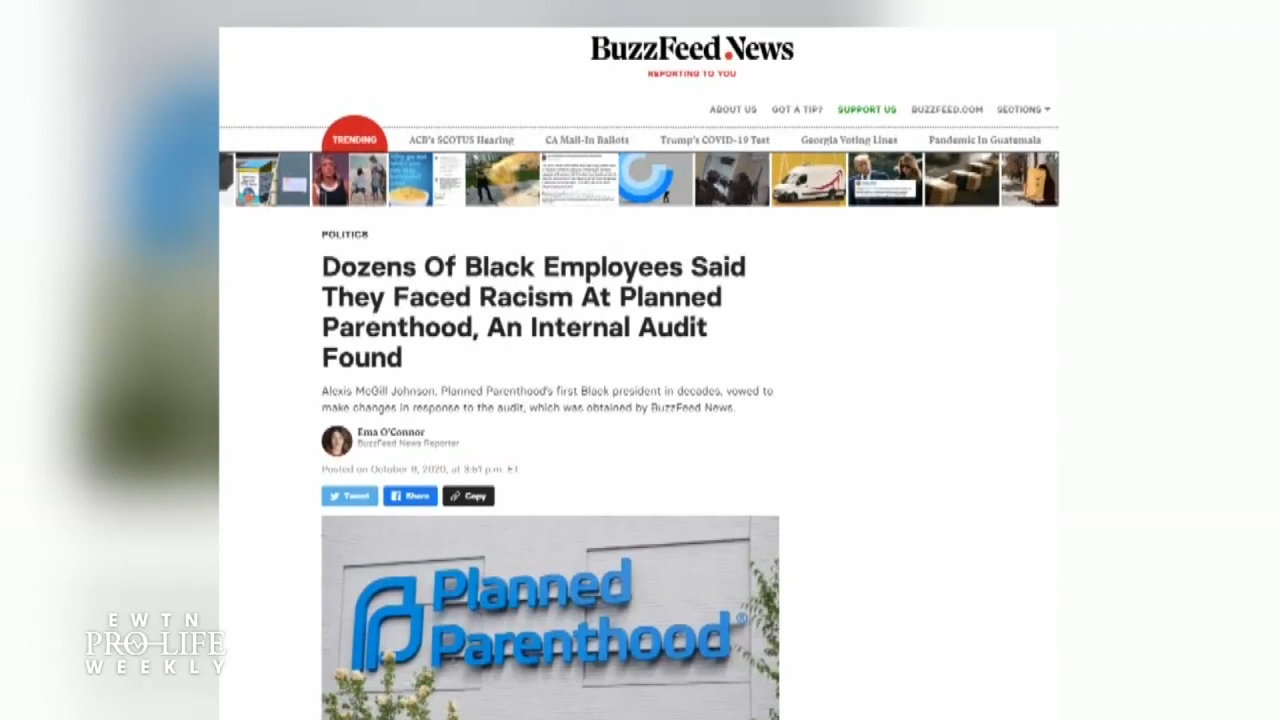 BuzzFeed News
REPORTING TO YOU
ABOUT US GOT A TIP? SUPPORT US BUZZFEED.COM SECTIONS
TRENDING ACB's SCOTUS Hearing CA Mail-In Ballots Trump's COVID-19 Test Georgia Voting Lines Pandemic In Guatemala
POLITICS
Dozens Of Black Employees Said
They Faced Racism At Planned
Parenthood, An Internal Audit
Found
Alexis McGill Johnson, Planned Parenthood's first Black president in decades, vowed to
make changes in response to the audit, which was obtained by BuzzFeed News.
Ema O'Connor
BuzzFeed News Reporter
Posted on October 9, 2020, at 3:51 p.m. ET
Tweet Share Copy
Planned
Parenthood®
EWTN
PRO-LIFE
WEEKLY